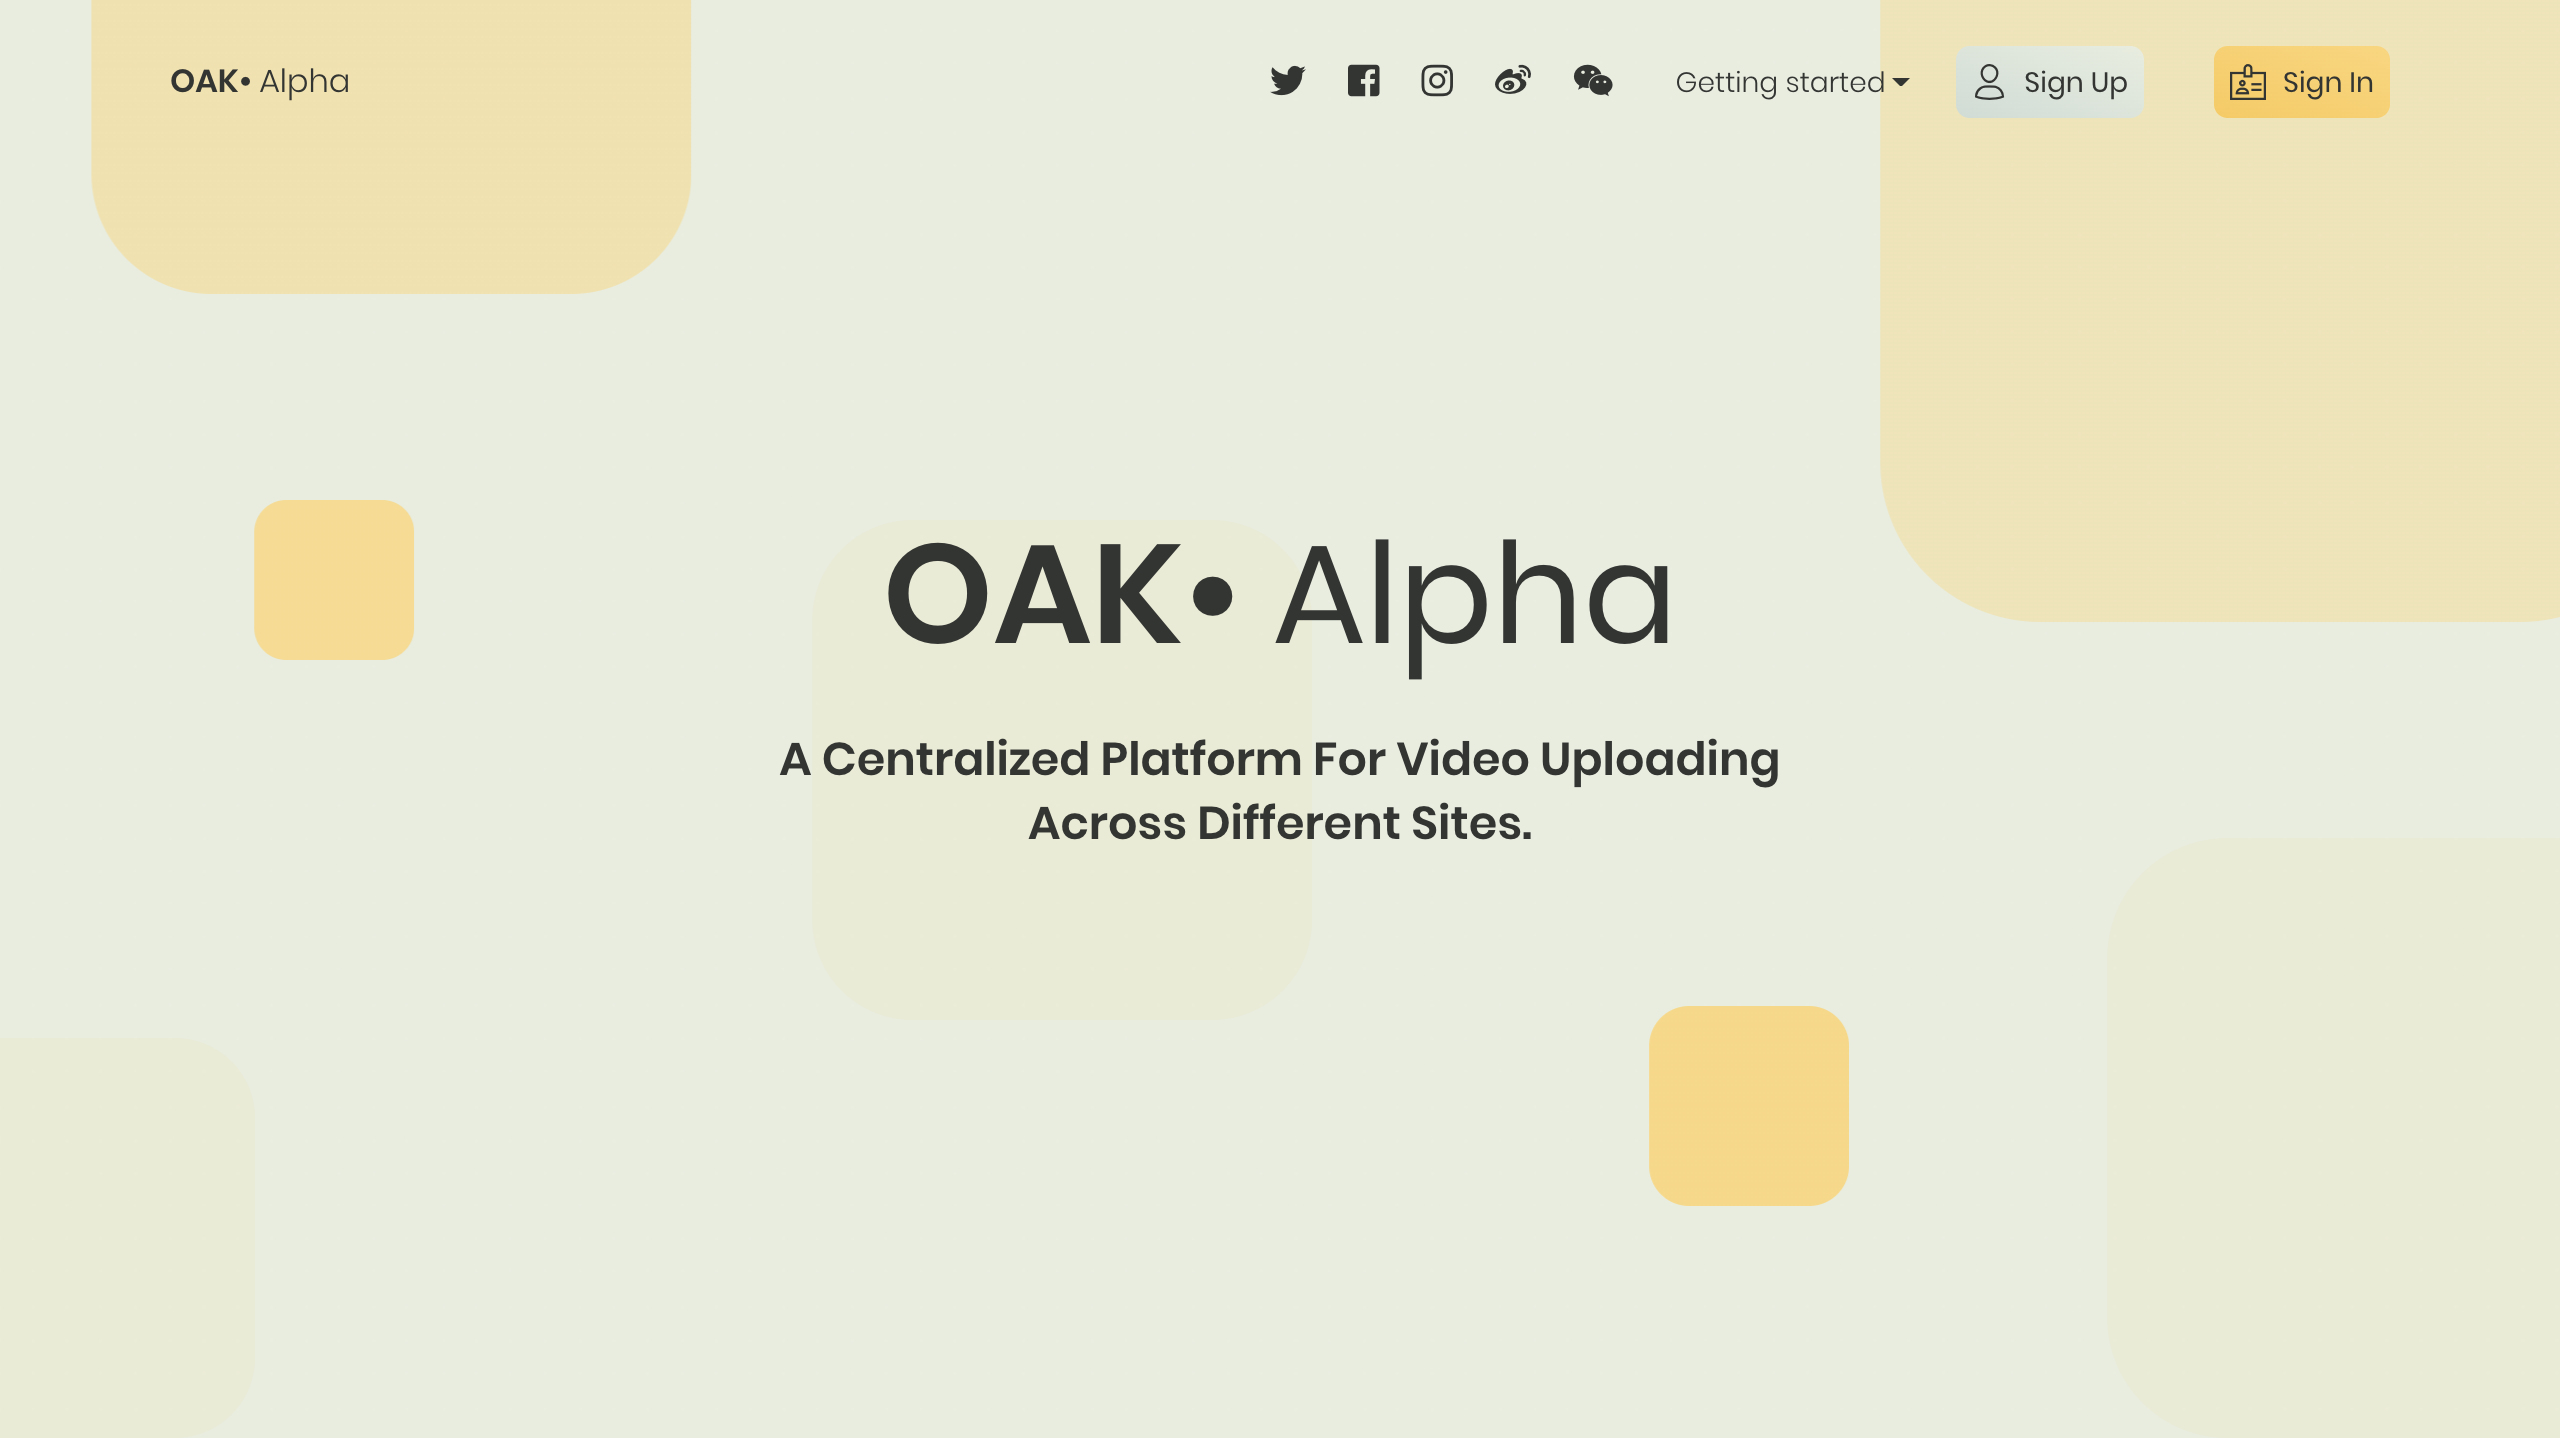 OAK• Alpha
Getting started
Sign Up
Sign In
OAK• Alpha
A Centralized Platform For Video Uploading
Across Different Sites.